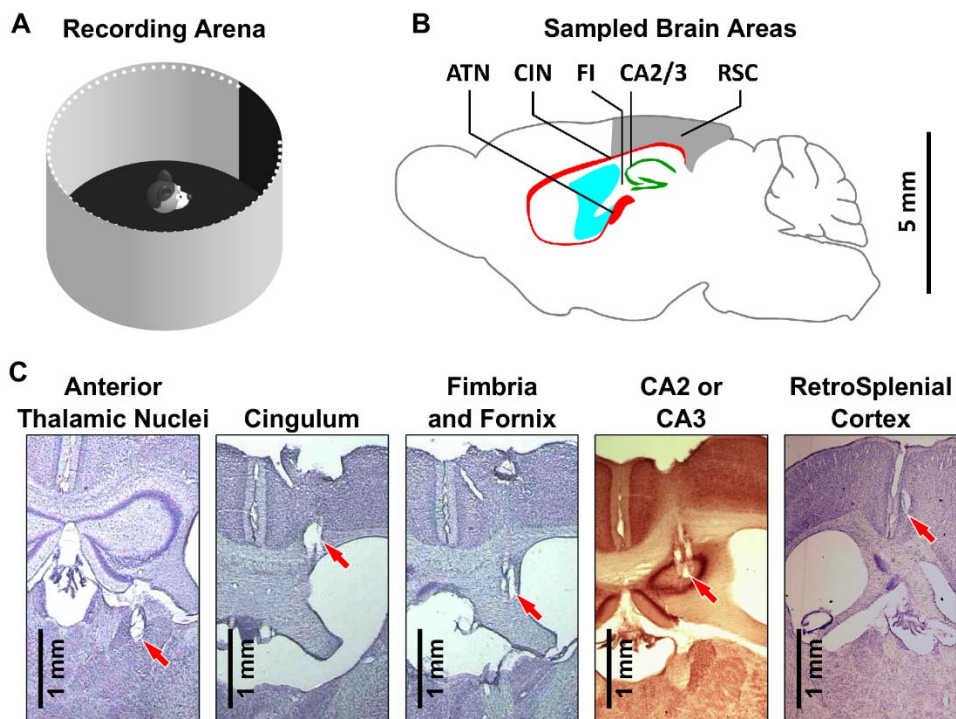 A
Recording Arena
B
Sampled Brain Areas
ATN CIN FI CA2/3 RSC
5 mm
C
Anterior
Thalamic Nuclei
Cingulum
Fimbria
and Fornix
CA2 or
CA3
RetroSplenial
Cortex
1 mm
1 mm
1 mm
1 mm
1 mm